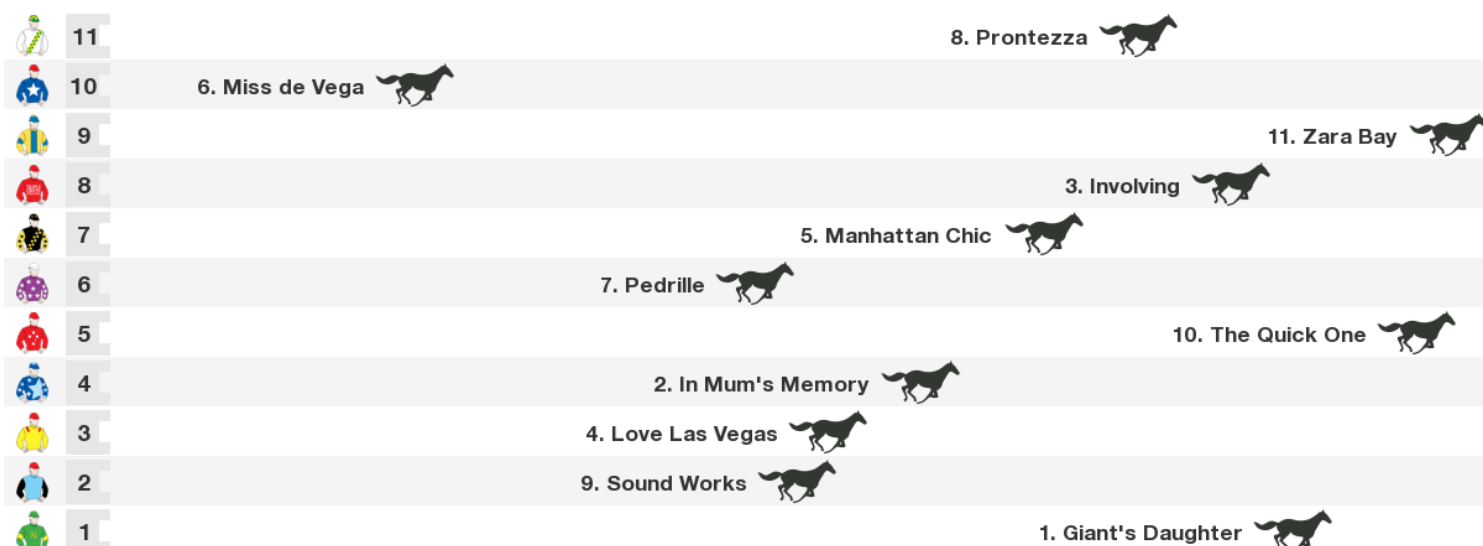 11 8. Prontezza
10 6. Miss de Vega
9 11. Zara Bay
8 3. Involving
7 5. Manhattan Chic
6 7. Pedrille
5 10. The Quick One
4 2. In Mum's Memory
3 4. Love Las Vegas
2 9. Sound Works
1 1. Giant's Daughter